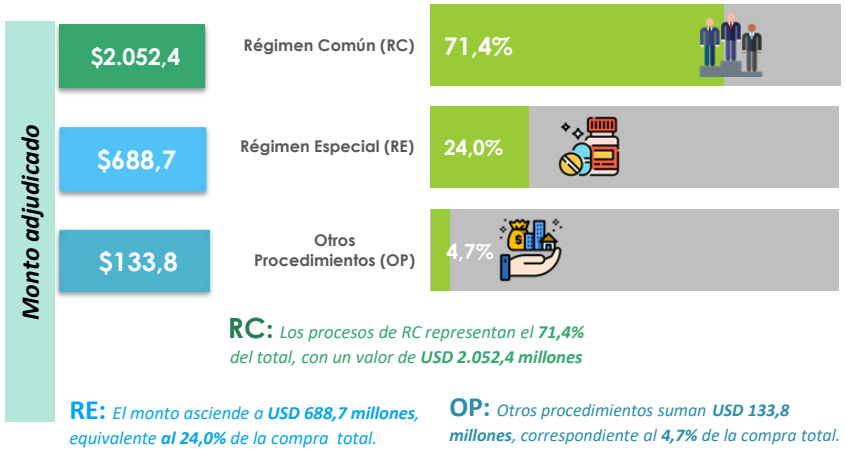 Monto adjudicado
$2.052,4
Régimen Común (RC)
71,4%
$688,7
Régimen Especial (RE)
24,0%
$133,8
Otros
Procedimientos (OP)
4,7%
RC: Los procesos de RC representan el 71,4%
del total, con un valor de USD 2.052,4 millones
RE: El monto asciende a USD 688,7 millones,
equivalente al 24,0% de la compra total.
OP: Otros procedimientos suman USD 133,8
millones, correspondiente al 4,7% de la compra total.